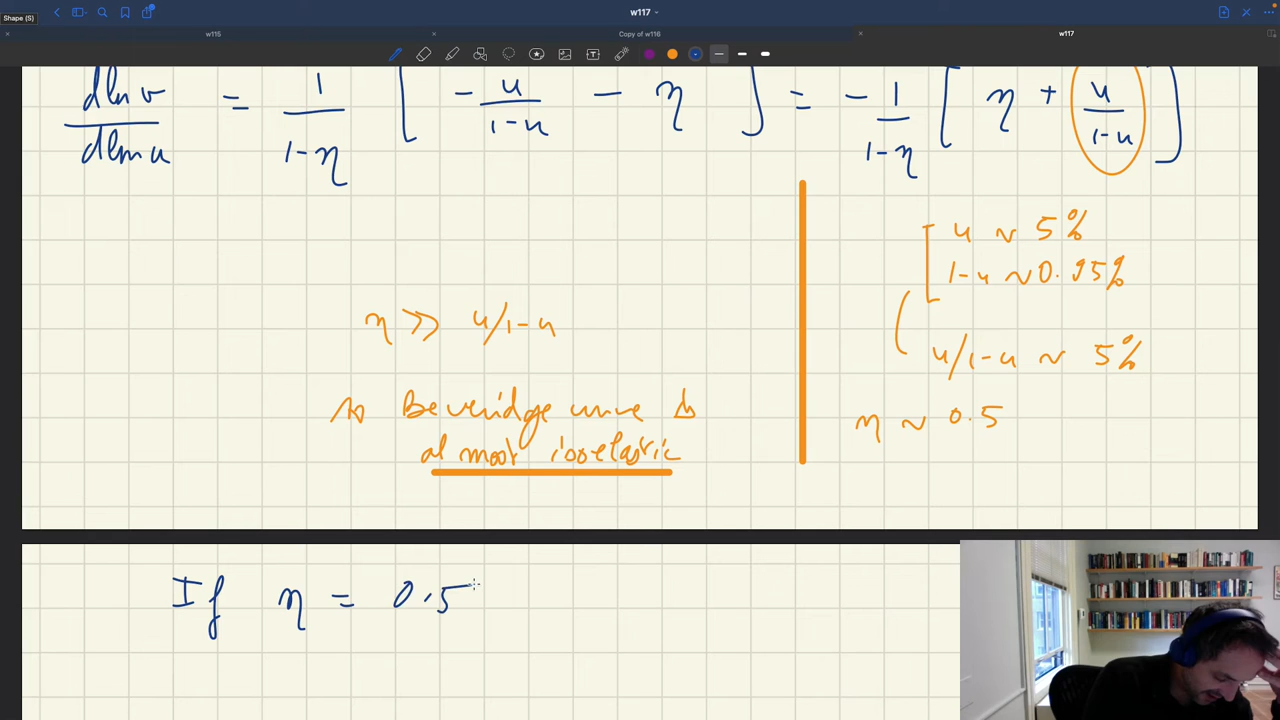 Shape (S)
w117
w115
Copy of w116
w117
dln v / dln u = 1/(1-η) [ - u/(1-u) - η ] = - 1/(1-η) [ η + u/(1-u) ]
u ~ 5%
1-u ~ 0.95%
η >> u/1-u
u/1-u ~ 5%
⇒ Beveridge curve is
almost isoelastic
η ~ 0.5
If η = 0.5